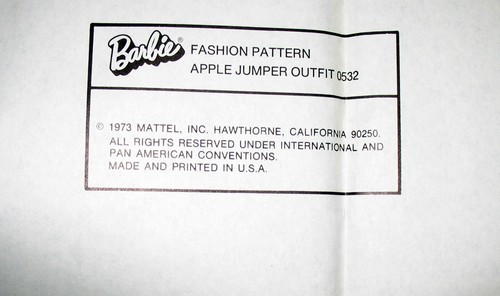 Barbie® FASHION PATTERN
APPLE JUMPER OUTFIT 0532
© 1973 MATTEL, INC. HAWTHORNE, CALIFORNIA 90250.
ALL RIGHTS RESERVED UNDER INTERNATIONAL AND
PAN AMERICAN CONVENTIONS.
MADE AND PRINTED IN U.S.A.